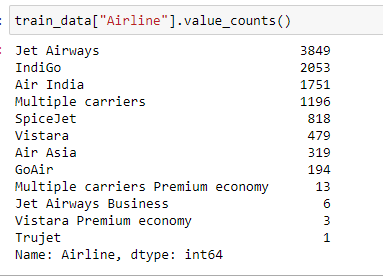 train_data["Airline"].value_counts()
Jet Airways 3849
IndiGo 2053
Air India 1751
Multiple carriers 1196
SpiceJet 818
Vistara 479
Air Asia 319
GoAir 194
Multiple carriers Premium economy 13
Jet Airways Business 6
Vistara Premium economy 3
Trujet 1
Name: Airline, dtype: int64